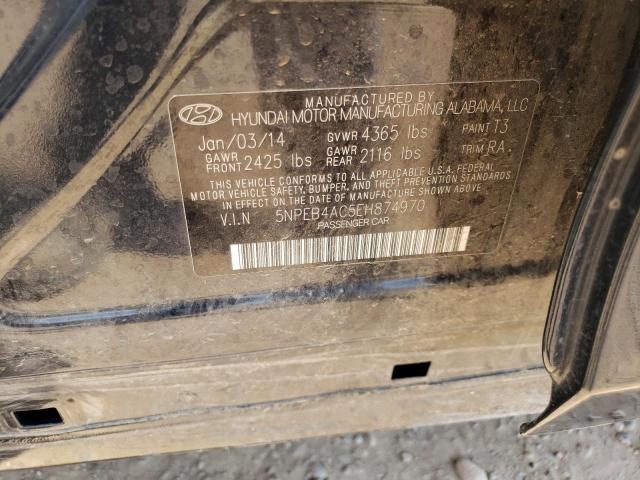 MANUFACTURED BY
HYUNDAI MOTOR MANUFACTURING ALABAMA, LLC
Jan/03/14 GVWR 4365 lbs PAINT T3
GAWR FRONT 2425 lbs GAWR REAR 2116 lbs TRIM RA.
THIS VEHICLE CONFORMS TO ALL APPLICABLE U.S.A. FEDERAL
MOTOR VEHICLE SAFETY, BUMPER, AND THEFT PREVENTION STANDARDS
IN EFFECT ON THE DATE OF MANUFACTURE SHOWN ABOVE.
V.I.N 5NPEB4AC5EH874970
PASSENGER CAR